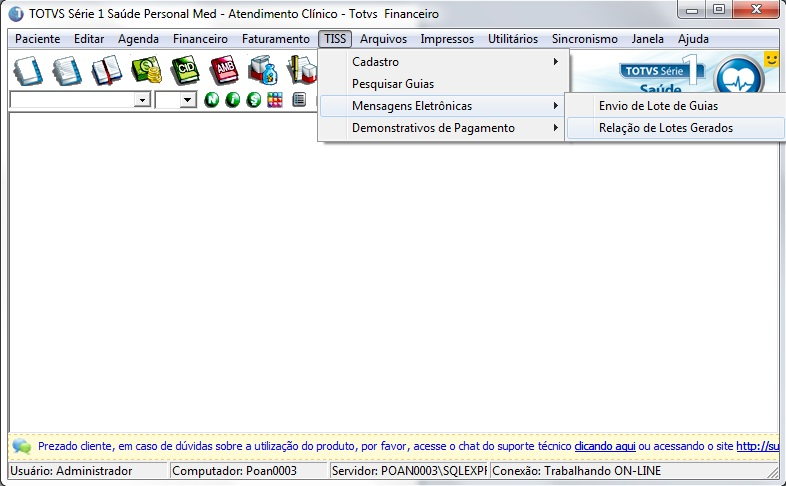 TOTVS Série 1 Saúde Personal Med - Atendimento Clínico - Totvs  Financeiro
Paciente Editar Agenda Financeiro Faturamento TISS Arquivos Impressos Utilitários Sincronismo Janela Ajuda
Cadastro
Pesquisar Guias
Mensagens Eletrônicas
Demonstrativos de Pagamento
Envio de Lote de Guias
Relação de Lotes Gerados
CID
AMB
TOTVS Série 1
Saúde
N I S
Prezado cliente, em caso de dúvidas sobre a utilização do produto, por favor, acesse o chat do suporte técnico clicando aqui ou acessando o site http://su
Usuário: Administrador Computador: Poan0003 Servidor: POAN0003\SQLEXPR Conexão: Trabalhando ON-LINE